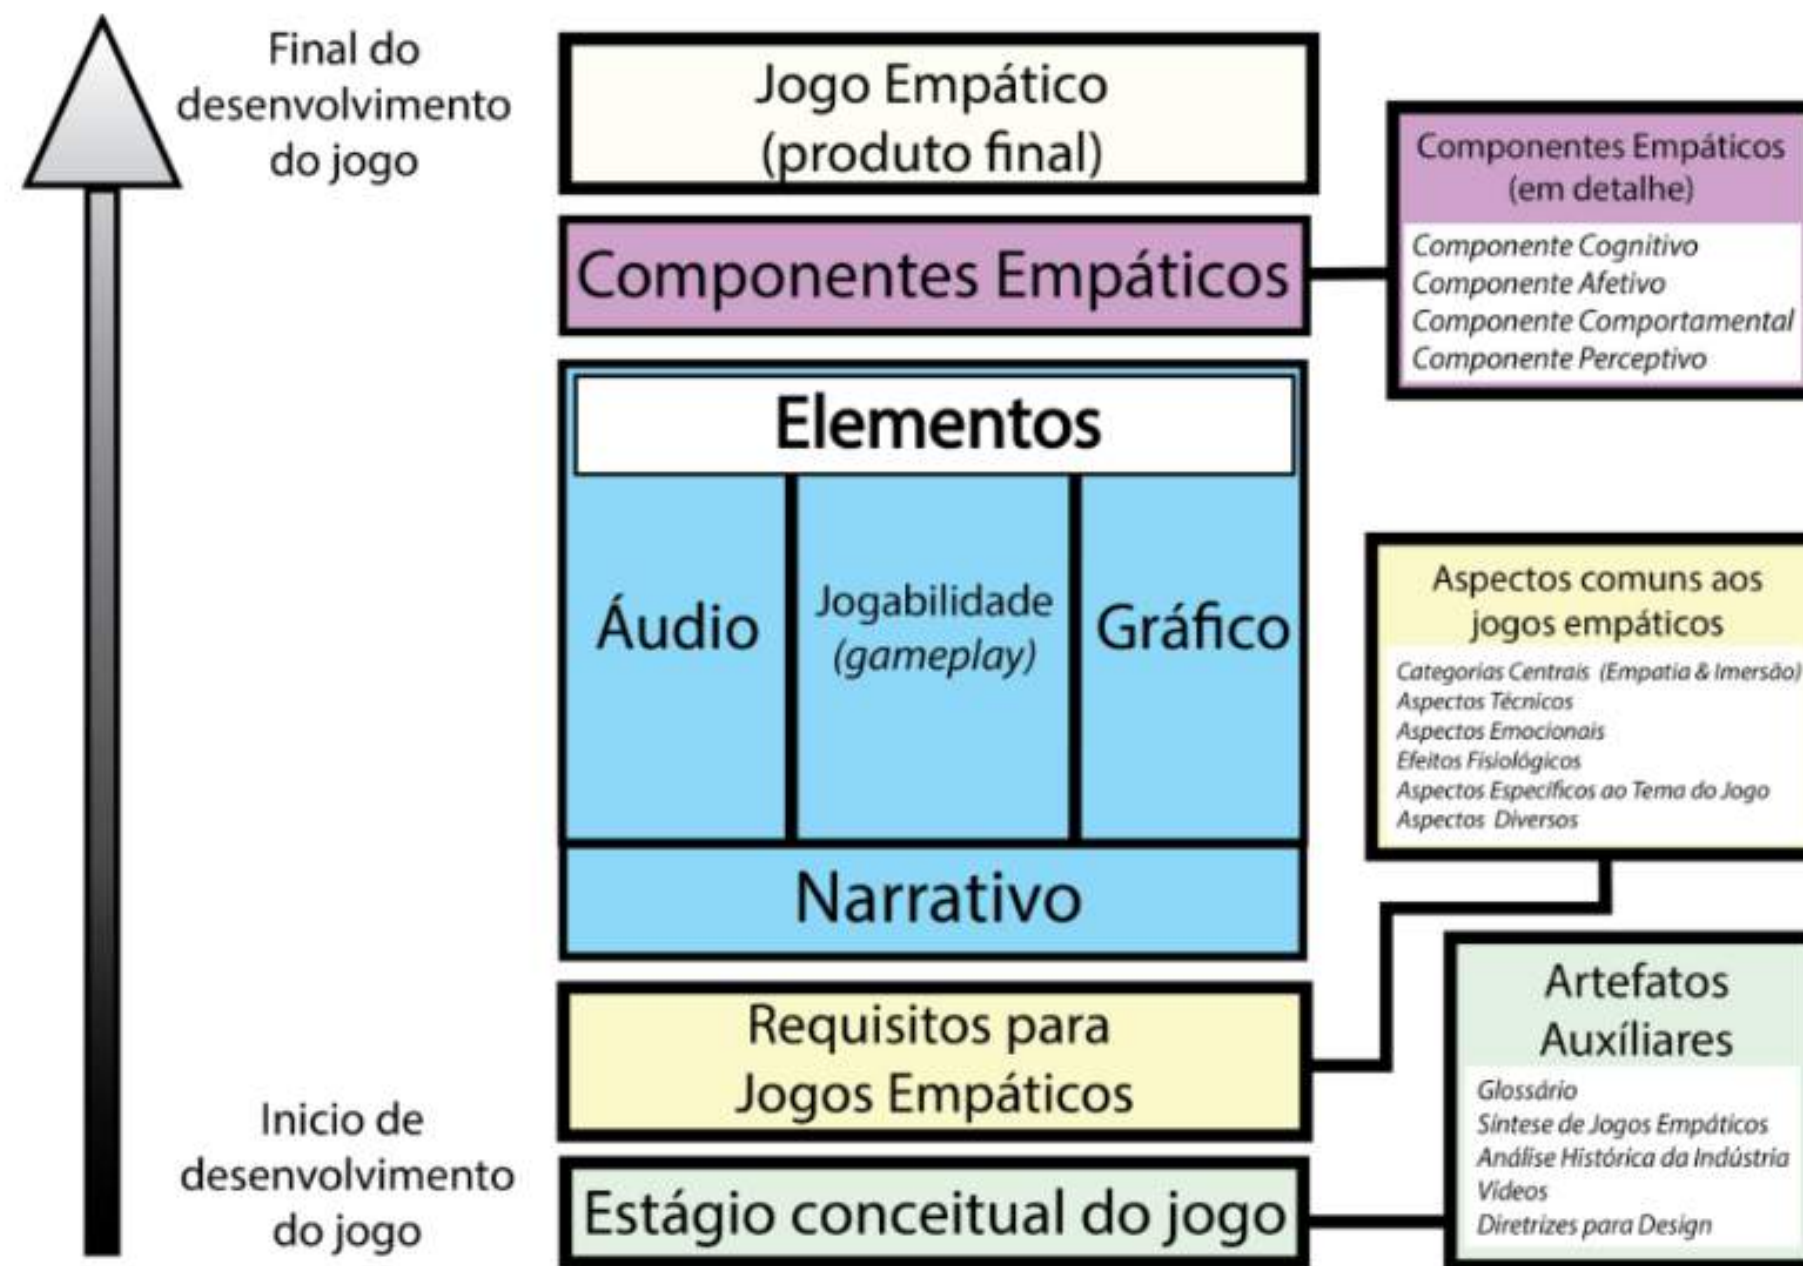 Final do
desenvolvimento
do jogo
Jogo Empático
(produto final)
Componentes Empáticos
Componentes Empáticos
(em detalhe)
Componente Cognitivo
Componente Afetivo
Componente Comportamental
Componente Perceptivo
Elementos
Áudio
Jogabilidade
(gameplay)
Gráfico
Narrativo
Aspectos comuns aos
jogos empáticos
Categorias Centrais (Empatia & Imersão)
Aspectos Técnicos
Aspectos Emocionais
Efeitos Fisiológicos
Aspectos Específicos ao Tema do Jogo
Aspectos Diversos
Requisitos para
Jogos Empáticos
Artefatos
Auxíliares
Glossário
Síntese de Jogos Empáticos
Análise Histórica da Indústria
Vídeos
Diretrizes para Design
Inicio de
desenvolvimento
do jogo
Estágio conceitual do jogo